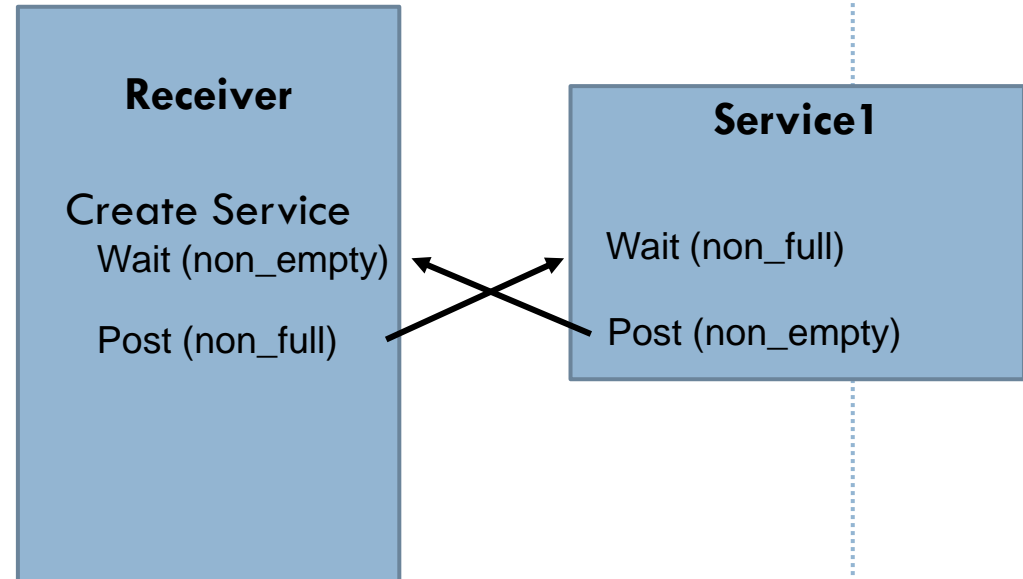 Receiver
Create Service
Wait (non_empty)
Post (non_full)
Service1
Wait (non_full)
Post (non_empty)